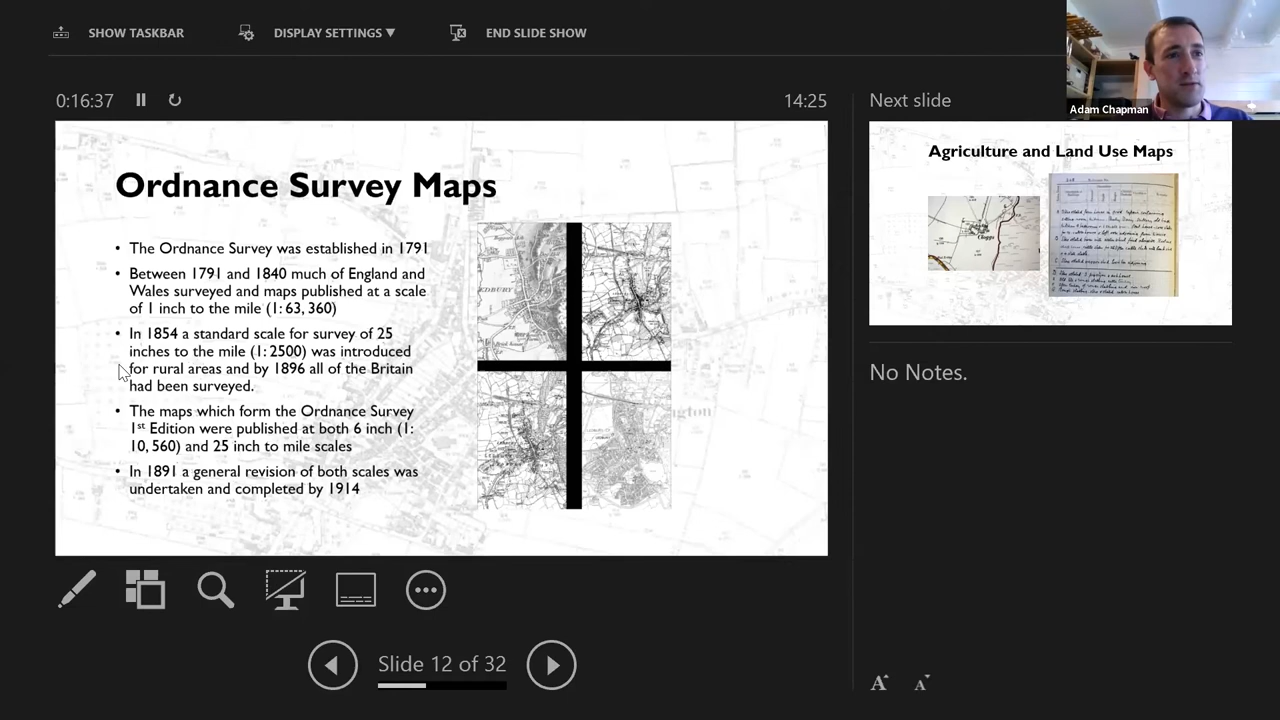 SHOW TASKBAR
DISPLAY SETTINGS ▼
END SLIDE SHOW
Adam Chapman
0:16:37
14:25
Next slide
Ordnance Survey Maps
• The Ordnance Survey was established in 1791
• Between 1791 and 1840 much of England and
Wales surveyed and maps published at a scale
of 1 inch to the mile (1:63, 360)
• In 1854 a standard scale for survey of 25
inches to the mile (1:2500) was introduced
for rural areas and by 1896 all of the Britain
had been surveyed.
• The maps which form the Ordnance Survey
1st Edition were published at both 6 inch (1:
10, 560) and 25 inch to mile scales
• In 1891 a general revision of both scales was
undertaken and completed by 1914
EDBURY
ington
Agriculture and Land Use Maps
No Notes.
Slide 12 of 32
A A